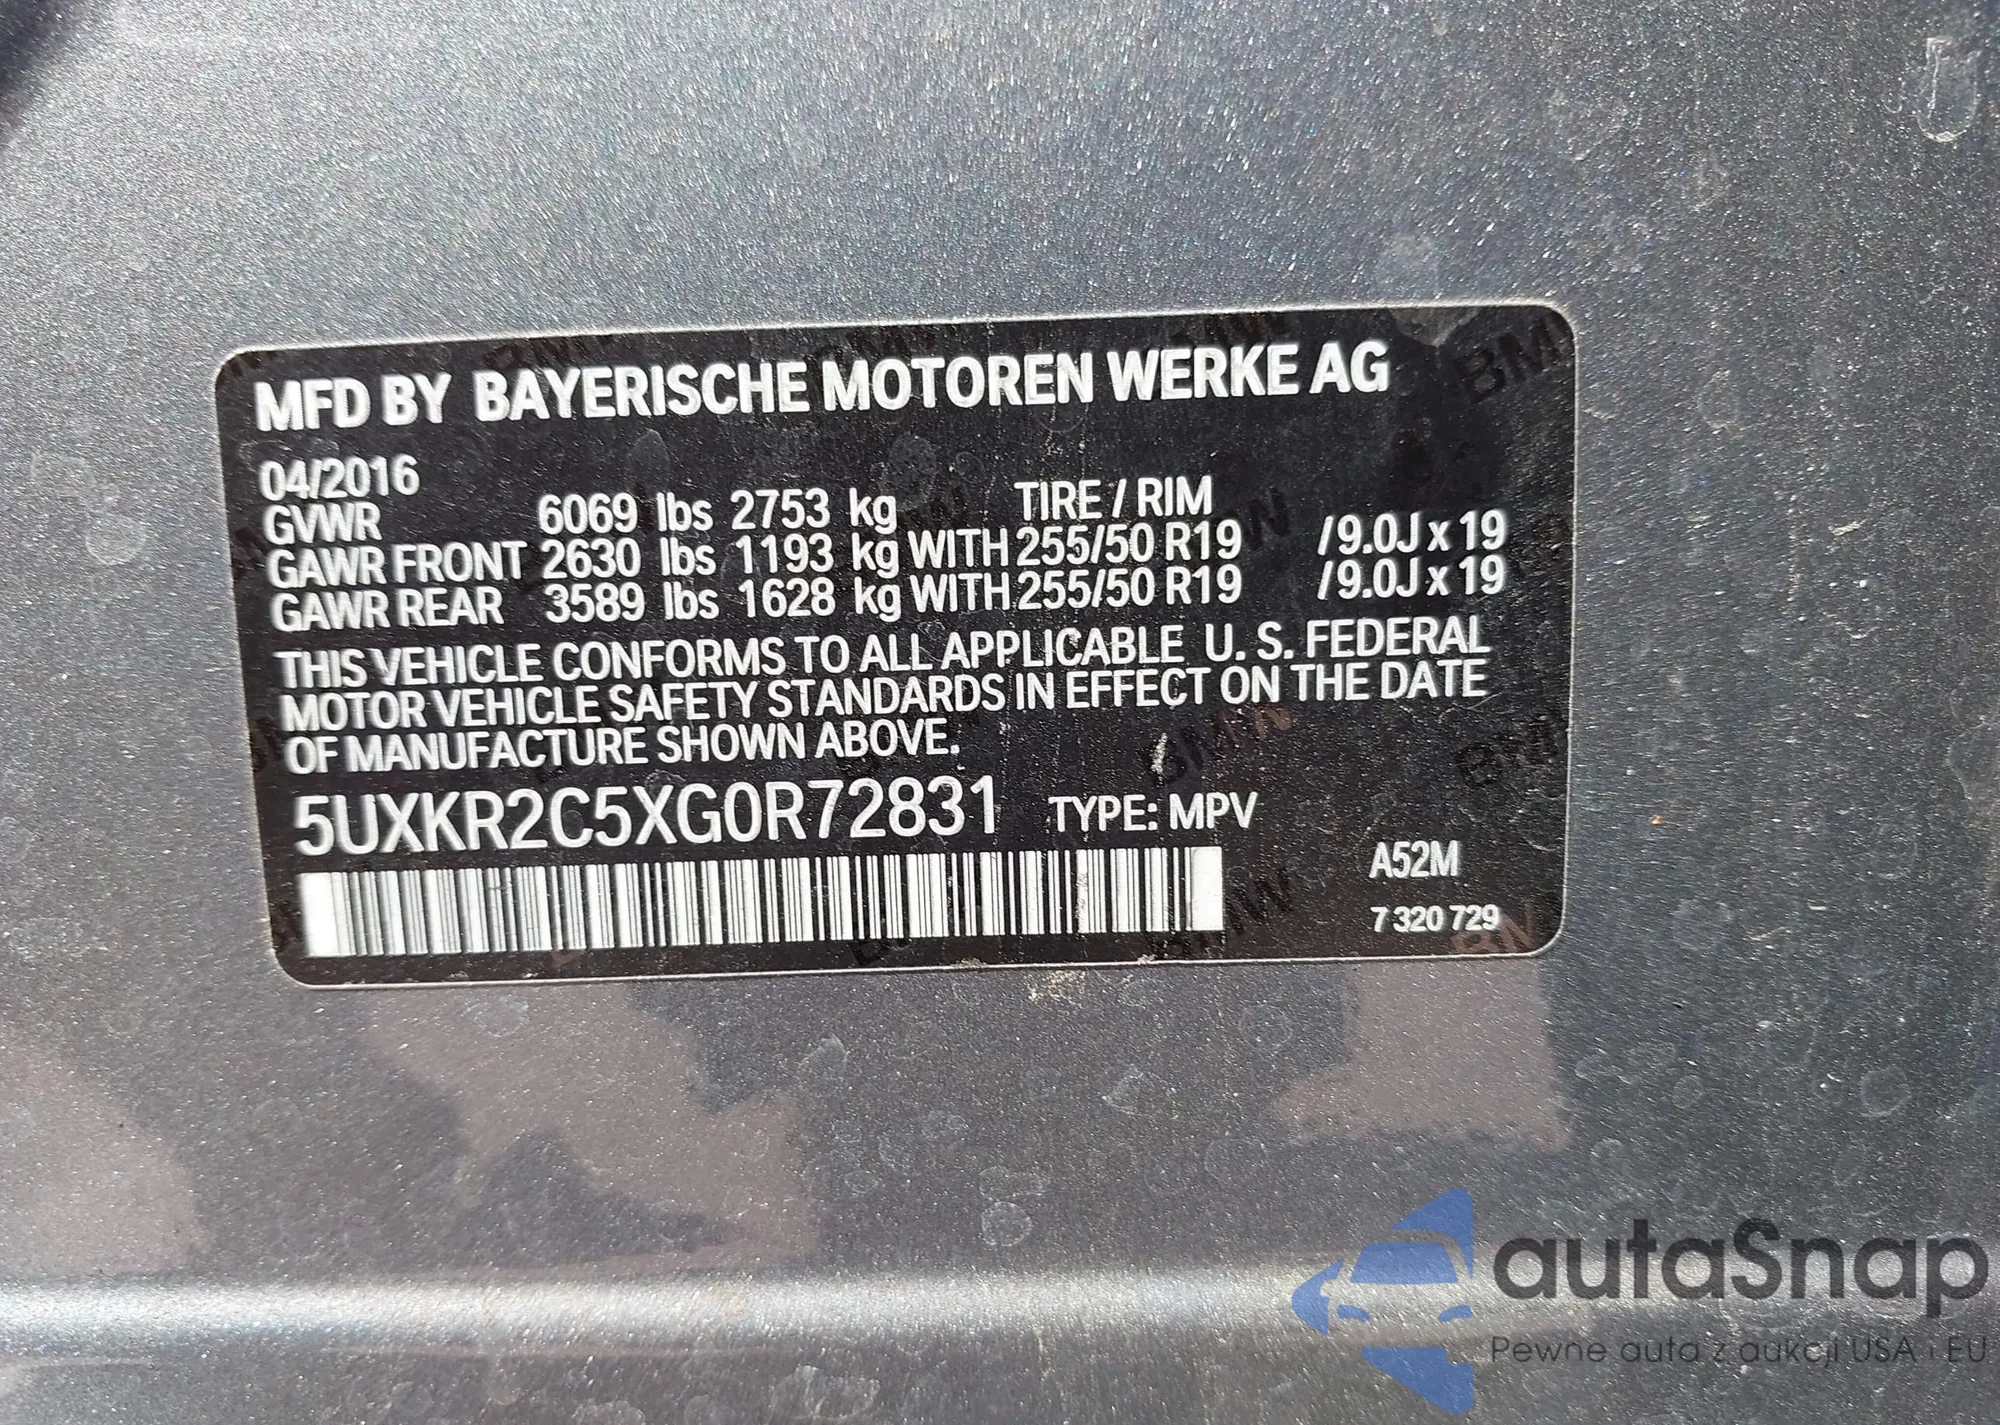 MFD BY BAYERISCHE MOTOREN WERKE AG
04/2016
GVWR 6069 lbs 2753 kg TIRE / RIM
GAWR FRONT 2630 lbs 1193 kg WITH 255/50 R19 /9.0J x 19
GAWR REAR 3589 lbs 1628 kg WITH 255/50 R19 /9.0J x 19
THIS VEHICLE CONFORMS TO ALL APPLICABLE U. S. FEDERAL
MOTOR VEHICLE SAFETY STANDARDS IN EFFECT ON THE DATE
OF MANUFACTURE SHOWN ABOVE.
5UXKR2C5XG0R72831 TYPE: MPV
A52M
7 320 729
autaSnap
Pewne auta z aukcji USA i EU